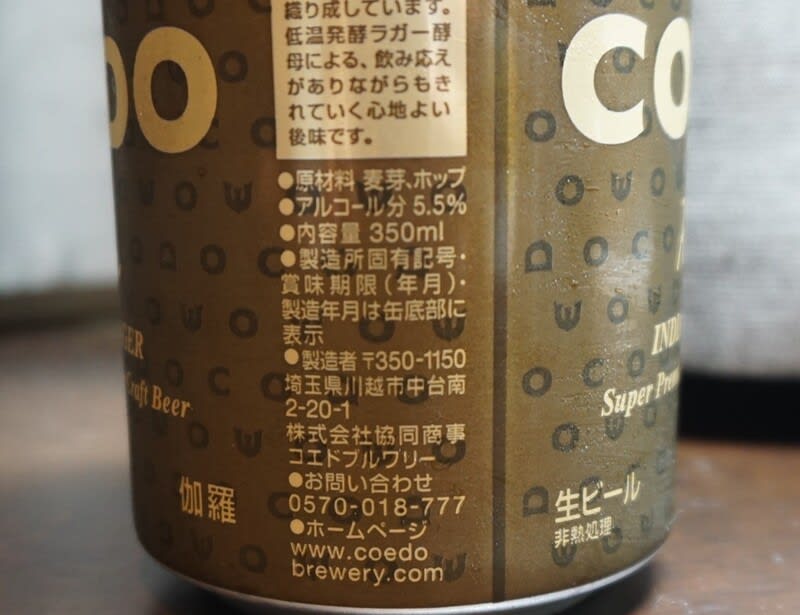 織り成しています。
低温発酵ラガー酵
母による、飲み応え
がありながらもき
れていく心地よい
後味です。
●原材料 麦芽、ホップ
●アルコール分 5.5%
●内容量 350ml
●製造所固有記号・
賞味期限(年月)・
製造年月は缶底部に
表示
●製造者 〒350-1150
埼玉県川越市中台南
2-20-1
株式会社協同商事
コエドブルワリー
●お問い合わせ
0570-018-777
●ホームページ
www.coedo
brewery.com
Craft Beer
伽羅
CO
Super
生ビール
非熱処理